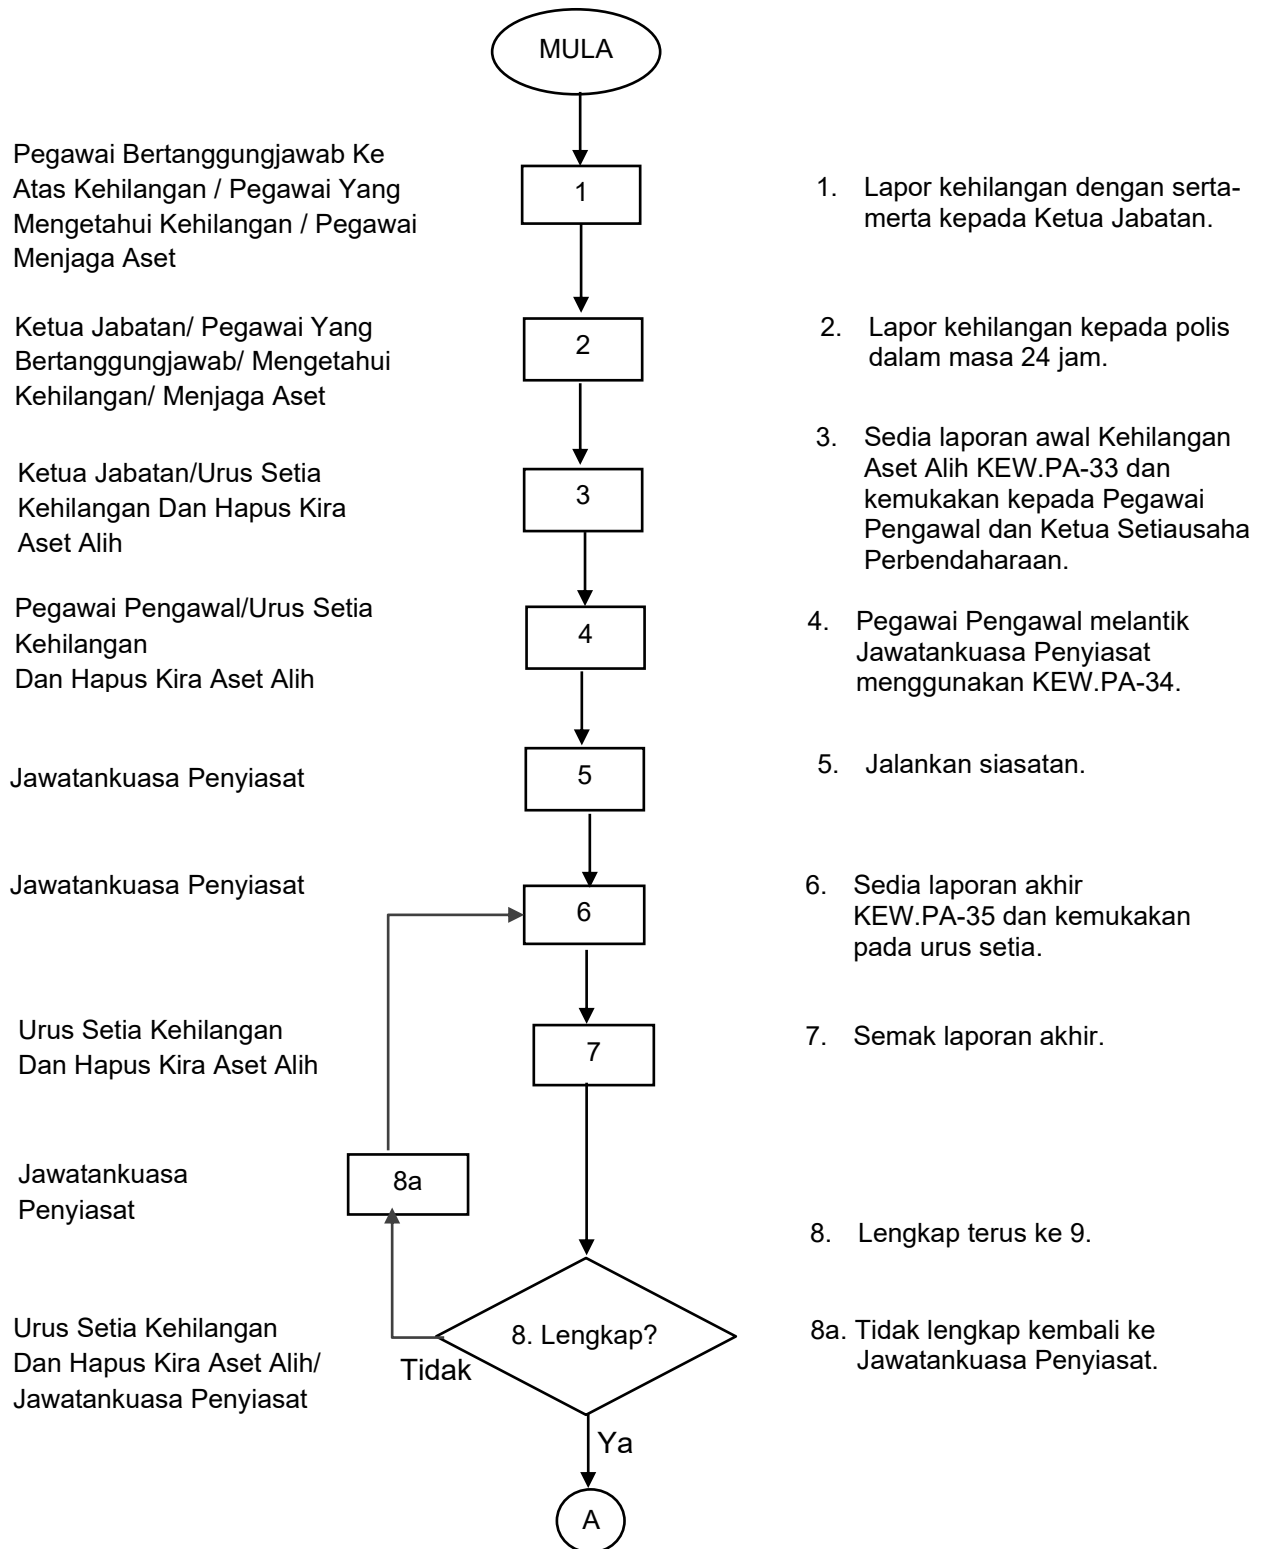 MULA
Pegawai Bertanggungjawab Ke
Atas Kehilangan / Pegawai Yang
Mengetahui Kehilangan / Pegawai
Menjaga Aset
1
1. Lapor kehilangan dengan serta-
merta kepada Ketua Jabatan.
Ketua Jabatan/ Pegawai Yang
Bertanggungjawab/ Mengetahui
Kehilangan/ Menjaga Aset
2
2. Lapor kehilangan kepada polis
dalam masa 24 jam.
Ketua Jabatan/Urus Setia
Kehilangan Dan Hapus Kira
Aset Alih
3
3. Sedia laporan awal Kehilangan
Aset Alih KEW.PA-33 dan
kemukakan kepada Pegawai
Pengawal dan Ketua Setiausaha
Perbendaharaan.
Pegawai Pengawal/Urus Setia
Kehilangan
Dan Hapus Kira Aset Alih
4
4. Pegawai Pengawal melantik
Jawatankuasa Penyiasat
menggunakan KEW.PA-34.
Jawatankuasa Penyiasat
5
5. Jalankan siasatan.
Jawatankuasa Penyiasat
6
6. Sedia laporan akhir
KEW.PA-35 dan kemukakan
pada urus setia.
Urus Setia Kehilangan
Dan Hapus Kira Aset Alih
7
7. Semak laporan akhir.
Jawatankuasa
Penyiasat
8a
8. Lengkap terus ke 9.
Urus Setia Kehilangan
Dan Hapus Kira Aset Alih/
Jawatankuasa Penyiasat
8. Lengkap?
Tidak
8a. Tidak lengkap kembali ke
Jawatankuasa Penyiasat.
Ya
A